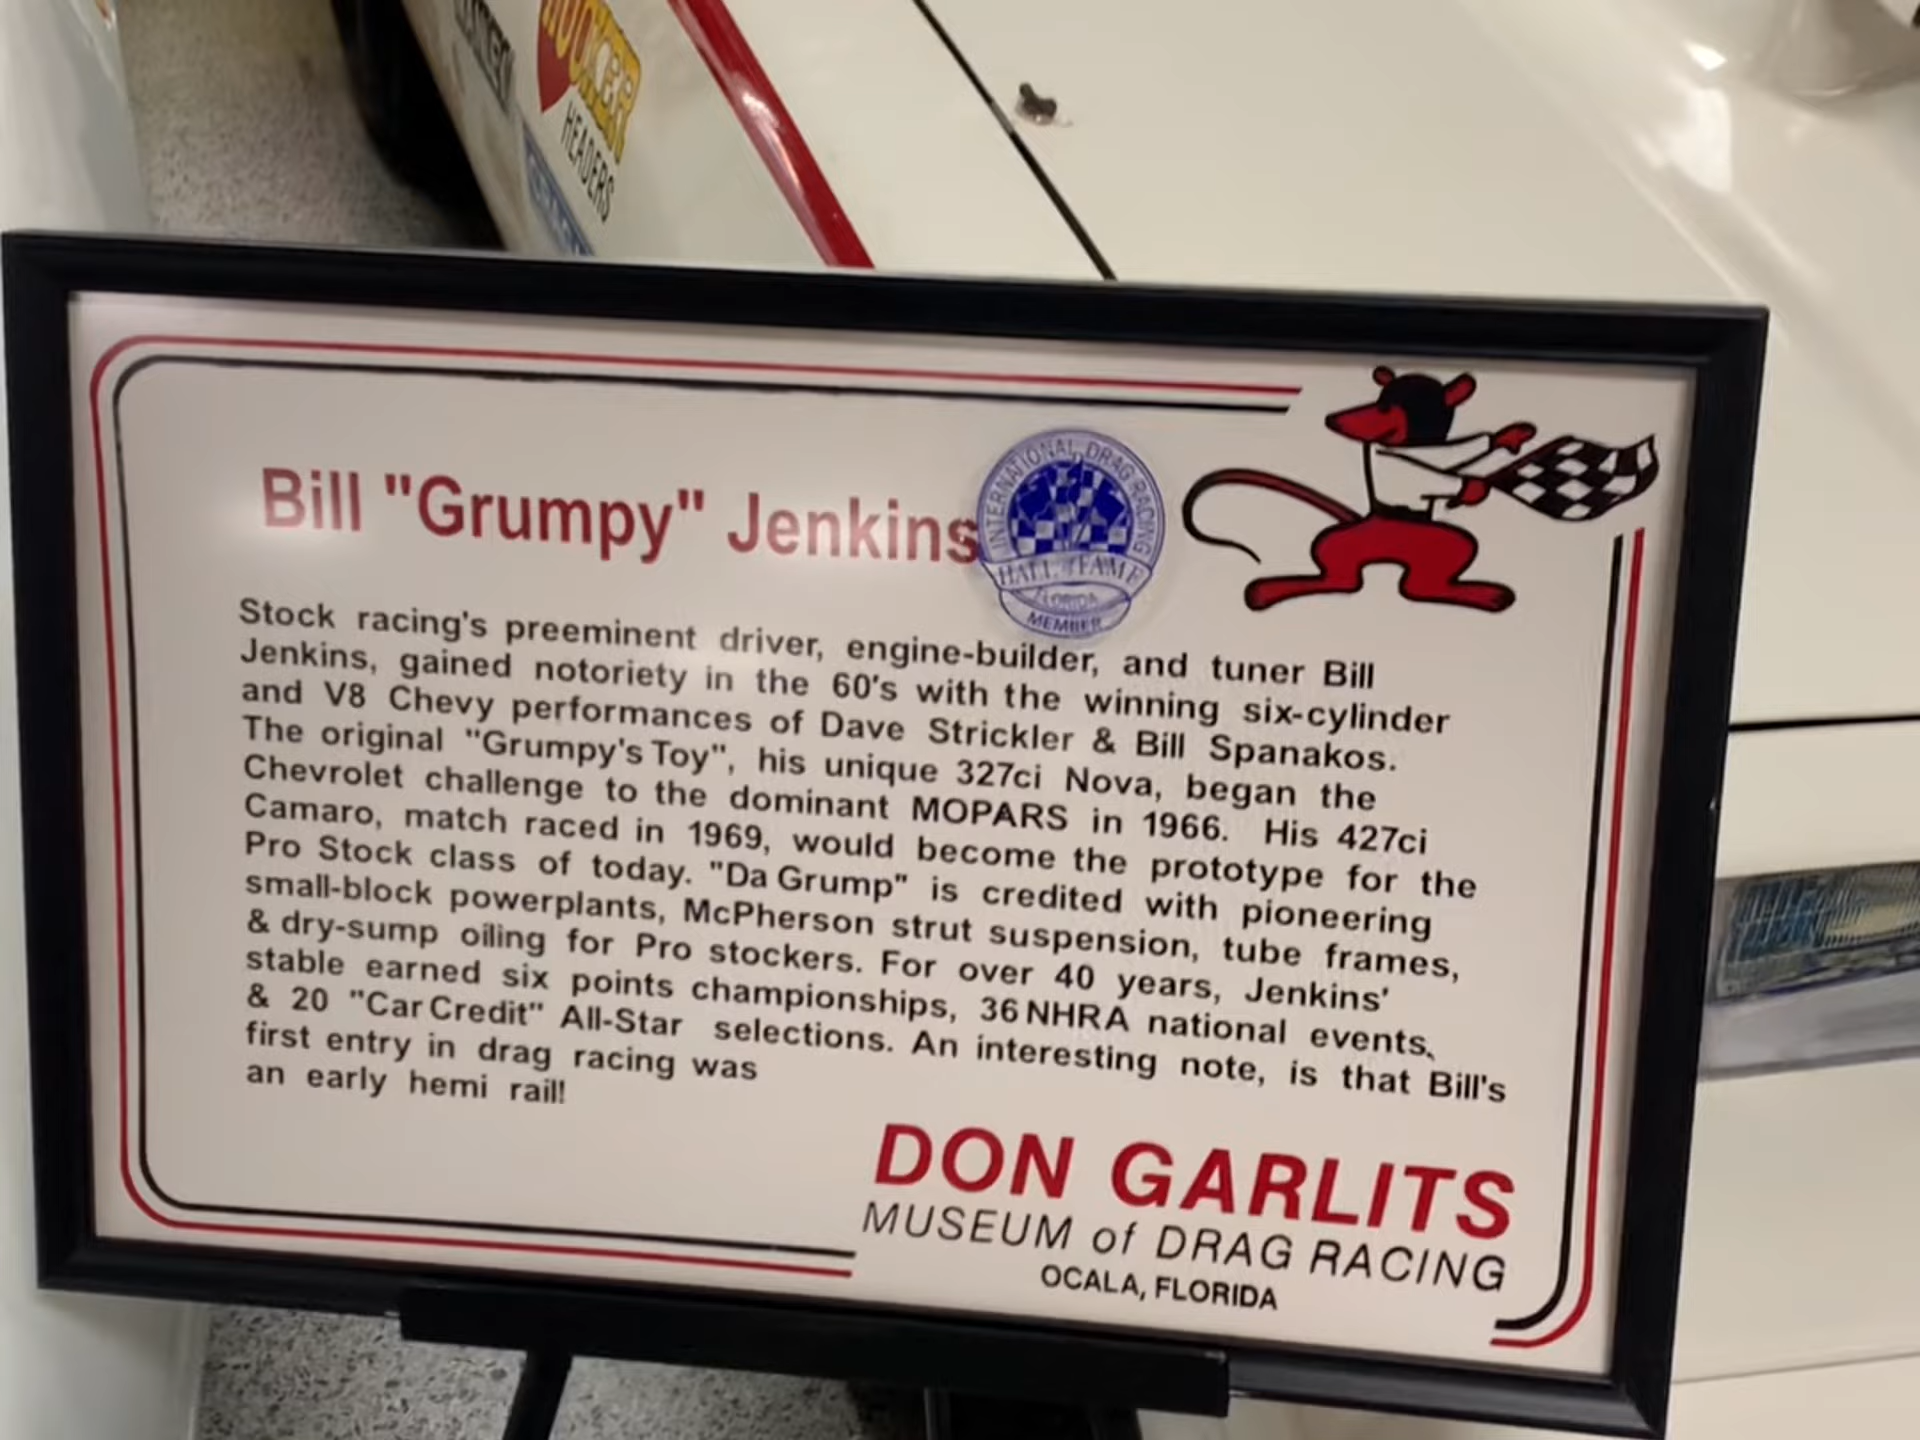 HEADERS
Bill "Grumpy" Jenkins
INTERNATIONAL DRAG RACING
HALL of FAME
FLORIDA
MEMBER
Stock racing's preeminent driver, engine-builder, and tuner Bill
Jenkins, gained notoriety in the 60's with the winning six-cylinder
and V8 Chevy performances of Dave Strickler & Bill Spanakos.
The original "Grumpy's Toy", his unique 327ci Nova, began the
Chevrolet challenge to the dominant MOPARS in 1966. His 427ci
Camaro, match raced in 1969, would become the prototype for the
Pro Stock class of today. "Da Grump" is credited with pioneering
small-block powerplants, McPherson strut suspension, tube frames,
& dry-sump oiling for Pro stockers. For over 40 years, Jenkins'
stable earned six points championships, 36 NHRA national events,
& 20 "Car Credit" All-Star selections. An interesting note, is that Bill's
first entry in drag racing was
an early hemi rail!
DON GARLITS
MUSEUM of DRAG RACING
OCALA, FLORIDA